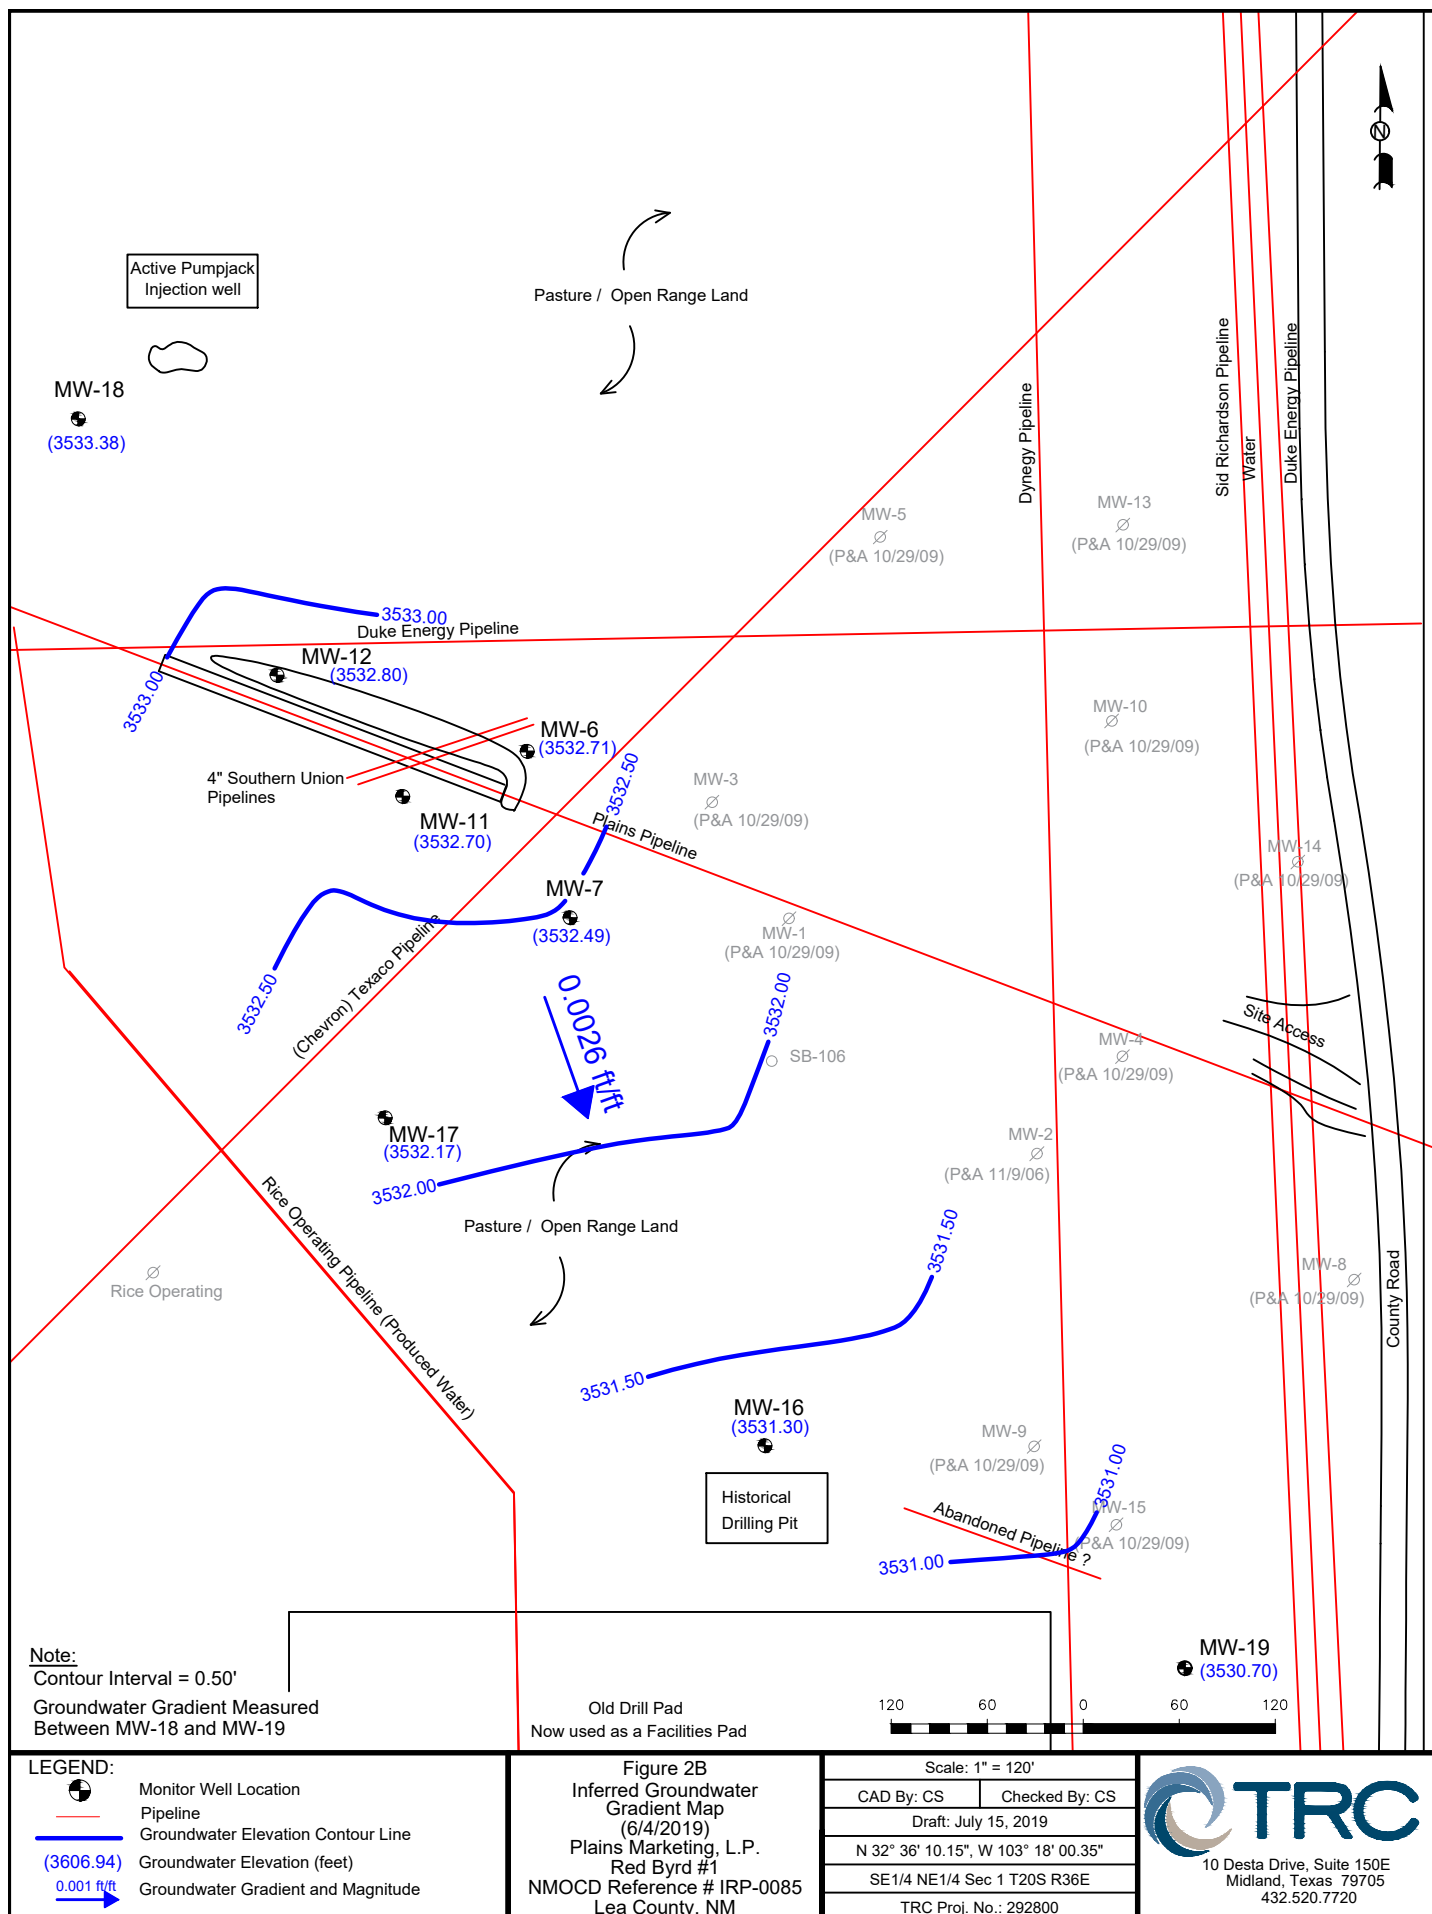 N
Active Pumpjack
Injection well
Pasture / Open Range Land
MW-18
(3533.38)
Dynegy Pipeline
Sid Richardson Pipeline
Water
Duke Energy Pipeline
MW-5
(P&A 10/29/09)
MW-13
(P&A 10/29/09)
3533.00
Duke Energy Pipeline
MW-12
(3532.80)
3533.00
MW-6
(3532.71)
4" Southern Union
Pipelines
MW-11
(3532.70)
3532.50
MW-3
(P&A 10/29/09)
Plains Pipeline
MW-10
(P&A 10/29/09)
MW-14
(P&A 10/29/09)
MW-7
(3532.49)
MW-1
(P&A 10/29/09)
3532.50
(Chevron) Texaco Pipeline
0.0026 ft/ft
3532.00
SB-106
MW-4
(P&A 10/29/09)
Site Access
MW-17
(3532.17)
3532.00
MW-2
(P&A 11/9/06)
Rice Operating Pipeline (Produced Water)
Pasture / Open Range Land
3531.50
Rice Operating
MW-8
(P&A 10/29/09)
County Road
3531.50
MW-16
(3531.30)
MW-9
(P&A 10/29/09)
3531.00
Historical
Drilling Pit
MW-15
(P&A 10/29/09)
Abandoned Pipeline ?
3531.00
MW-19
(3530.70)
Note:
Contour Interval = 0.50'
Groundwater Gradient Measured
Between MW-18 and MW-19
Old Drill Pad
Now used as a Facilities Pad
120 60 0 60 120
LEGEND:
Monitor Well Location
Pipeline
Groundwater Elevation Contour Line
(3606.94) Groundwater Elevation (feet)
0.001 ft/ft Groundwater Gradient and Magnitude
Figure 2B
Inferred Groundwater
Gradient Map
(6/4/2019)
Plains Marketing, L.P.
Red Byrd #1
NMOCD Reference # IRP-0085
Lea County, NM
Scale: 1" = 120'
CAD By: CS Checked By: CS
Draft: July 15, 2019
N 32° 36' 10.15", W 103° 18' 00.35"
SE1/4 NE1/4 Sec 1 T20S R36E
TRC Proj. No.: 292800
TRC
10 Desta Drive, Suite 150E
Midland, Texas 79705
432.520.7720